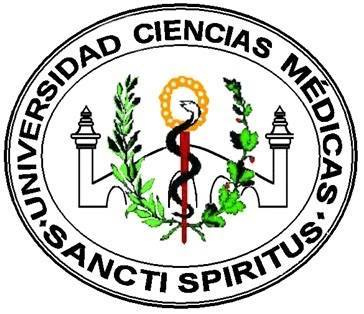 UNIVERSIDAD CIENCIAS MÉDICAS
SANCTI SPIRITUS